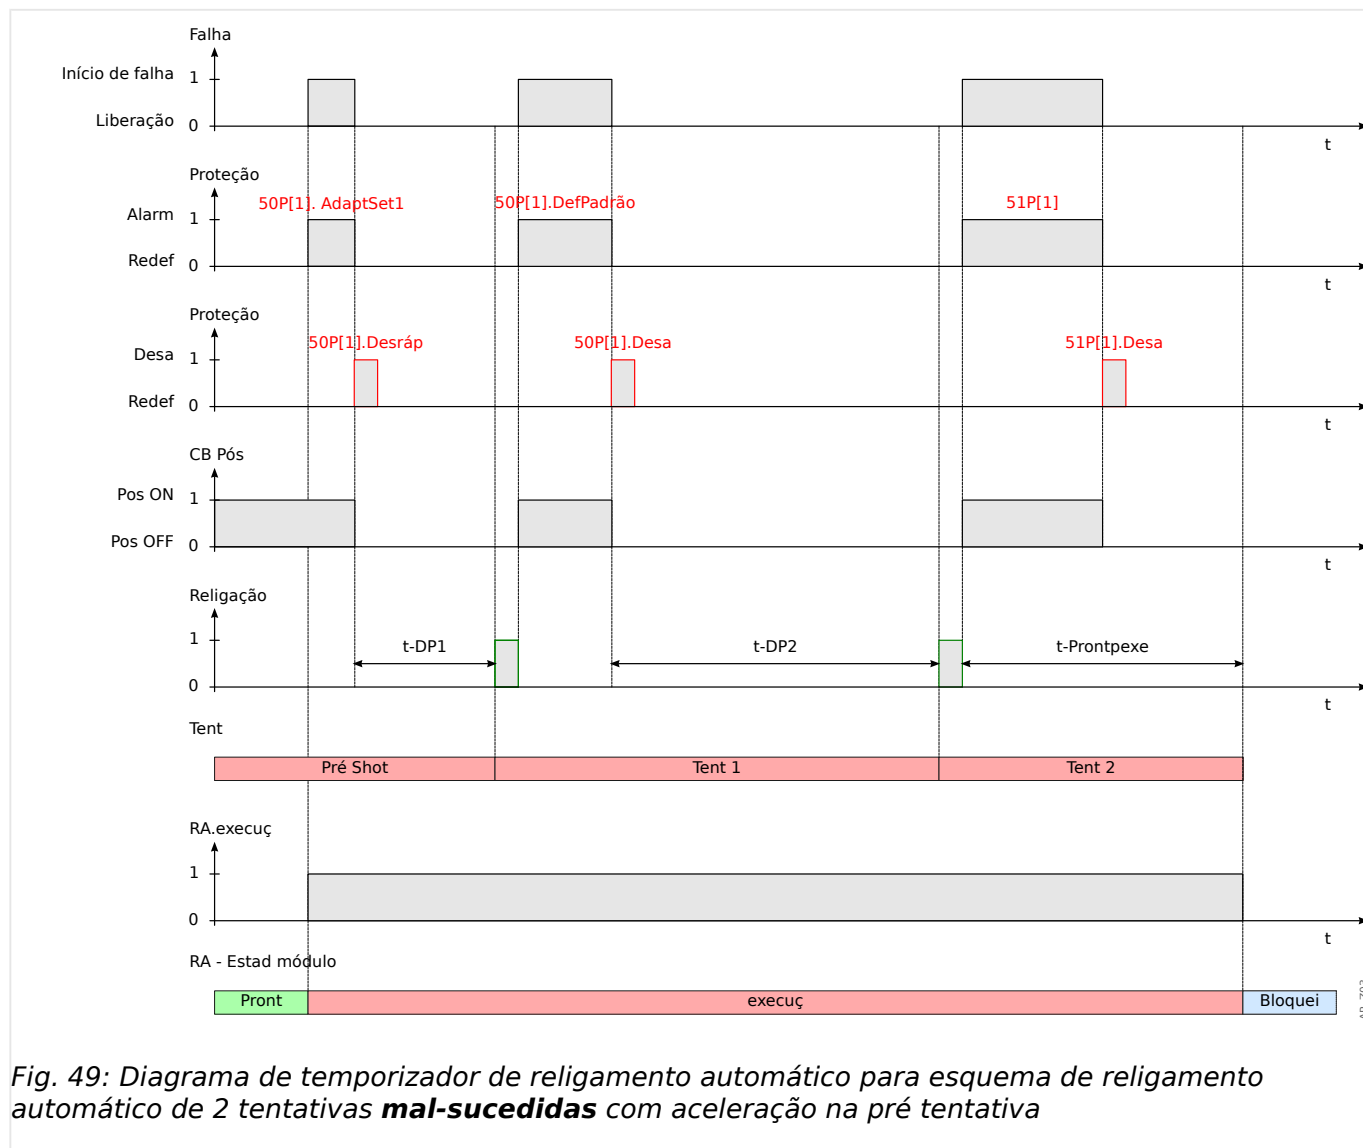 Falha
Início de falha
1
Liberação
0
t
Proteção
50P[1]. AdaptSet1
50P[1].DefPadrão
51P[1]
Alarm
1
Redef
0
t
Proteção
50P[1].Desráp
50P[1].Desa
51P[1].Desa
Desa
1
Redef
0
t
CB Pós
Pos ON
1
Pos OFF
0
t
Religação
1
t-DP1
t-DP2
t-Prontpexe
0
t
Tent
Pré Shot
Tent 1
Tent 2
RA.execuç
1
0
t
RA - Estad módulo
Pront
execuç
Bloquei
Fig. 49: Diagrama de temporizador de religamento automático para esquema de religamento
automático de 2 tentativas mal-sucedidas com aceleração na pré tentativa